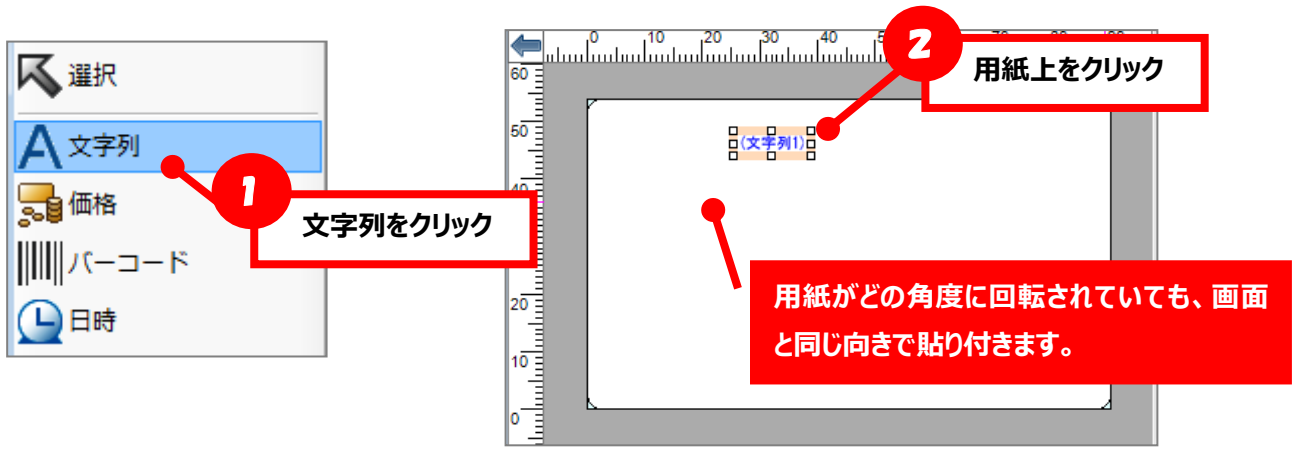 選択
文字列
価格
バーコード
日時
1
文字列をクリック
0 10 20 30 40
60
50
20
10
0
(文字列1)
2
用紙上をクリック
用紙がどの角度に回転されていても、画面
と同じ向きで貼り付きます。